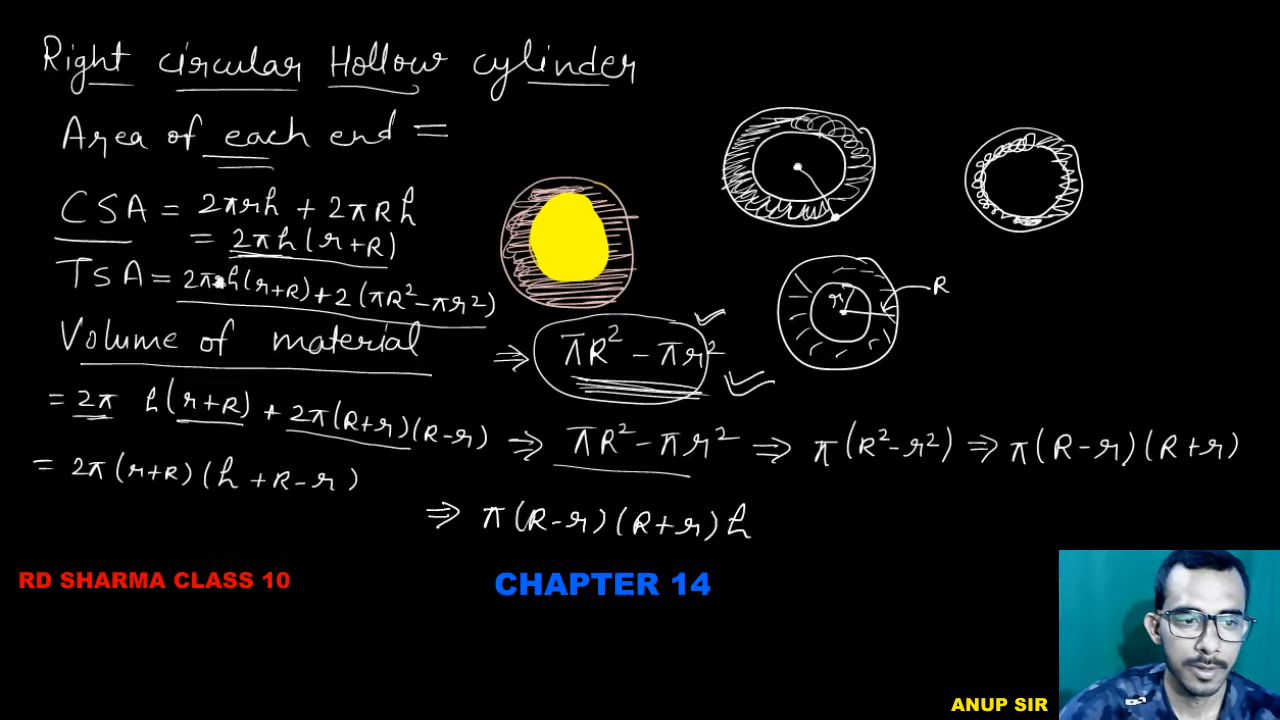 Right circular Hollow cylinder
Area of each end =
CSA = 2πrh + 2πRh
= 2πh(r+R)
TSA = 2πh(r+R)+2(πR²-πr²)
Volume of material
⇒ πR² - πr²
r
R
= 2π h(r+R) + 2π(R+r)(R-r)
⇒ πR² - πr² ⇒ π(R²-r²) ⇒ π(R-r)(R+r)
= 2π(r+R)(h+R-r)
⇒ π(R-r)(R+r)h
RD SHARMA CLASS 10
CHAPTER 14
ANUP SIR